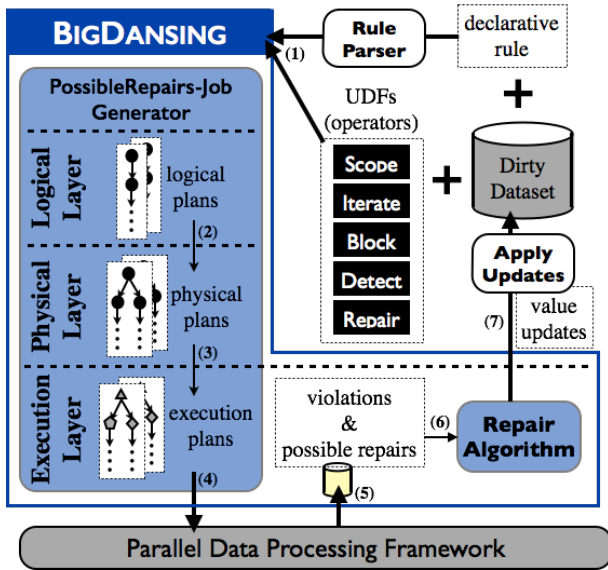 BIGDANSING
(1)
Rule
Parser
declarative
rule
PossibleRepairs-Job
Generator
UDFs
(operators)
Logical
Layer
logical
plans
(2)
Scope
Iterate
Block
Detect
Repair
Dirty
Dataset
Apply
Updates
(7)
value
updates
Physical
Layer
physical
plans
(3)
Execution
Layer
execution
plans
(4)
violations
&
possible repairs
(5)
(6)
Repair
Algorithm
Parallel Data Processing Framework